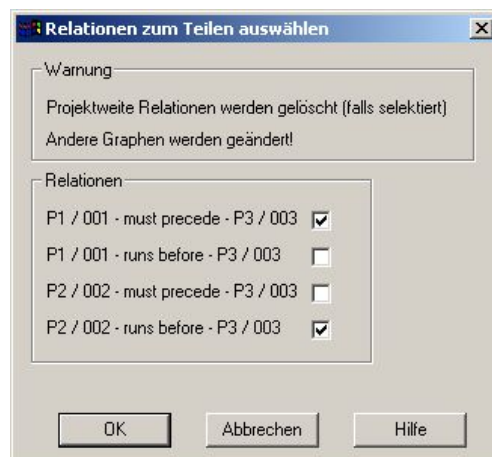 Relationen zum Teilen auswählen
Warnung
Projektweite Relationen werden gelöscht (falls selektiert)
Andere Graphen werden geändert!
Relationen
P1 / 001 - must precede - P3 / 003
P1 / 001 - runs before - P3 / 003
P2 / 002 - must precede - P3 / 003
P2 / 002 - runs before - P3 / 003
OK Abbrechen Hilfe